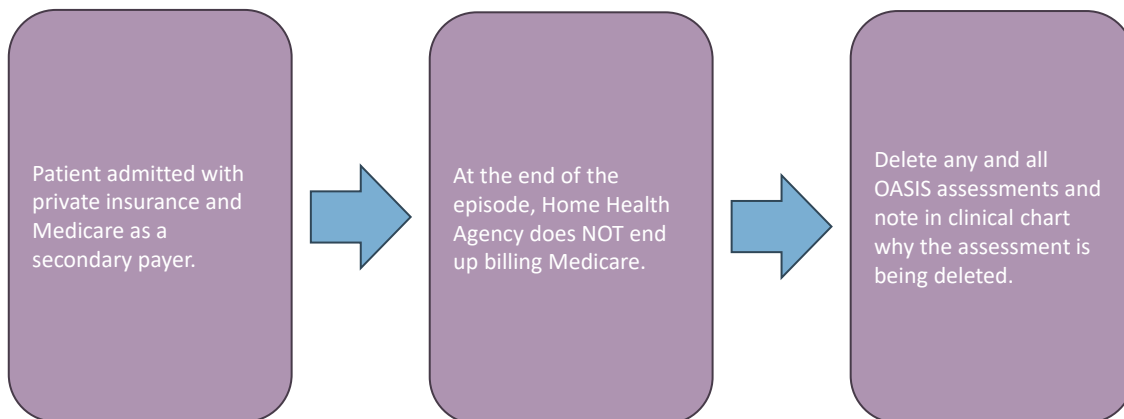 Patient admitted with
private insurance and
Medicare as a
secondary payer.
At the end of the
episode, Home Health
Agency does NOT end
up billing Medicare.
Delete any and all
OASIS assessments and
note in clinical chart
why the assessment is
being deleted.